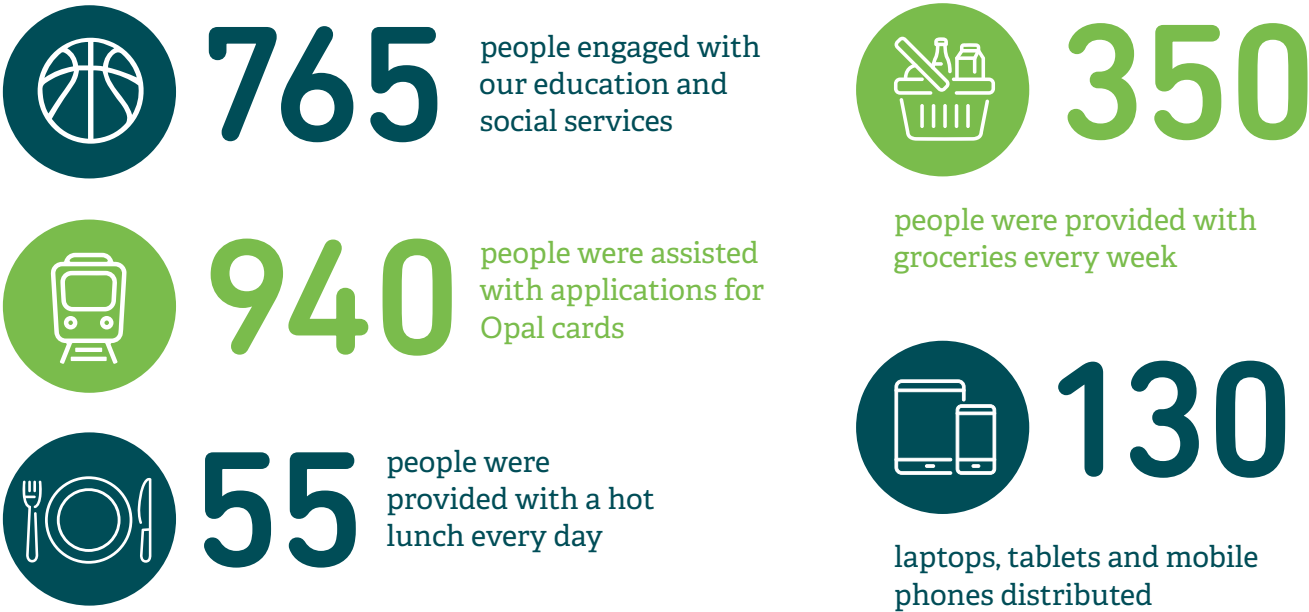 765
people engaged with
our education and
social services
940
people were assisted
with applications for
Opal cards
55
people were
provided with a hot
lunch every day
350
people were provided with
groceries every week
130
laptops, tablets and mobile
phones distributed